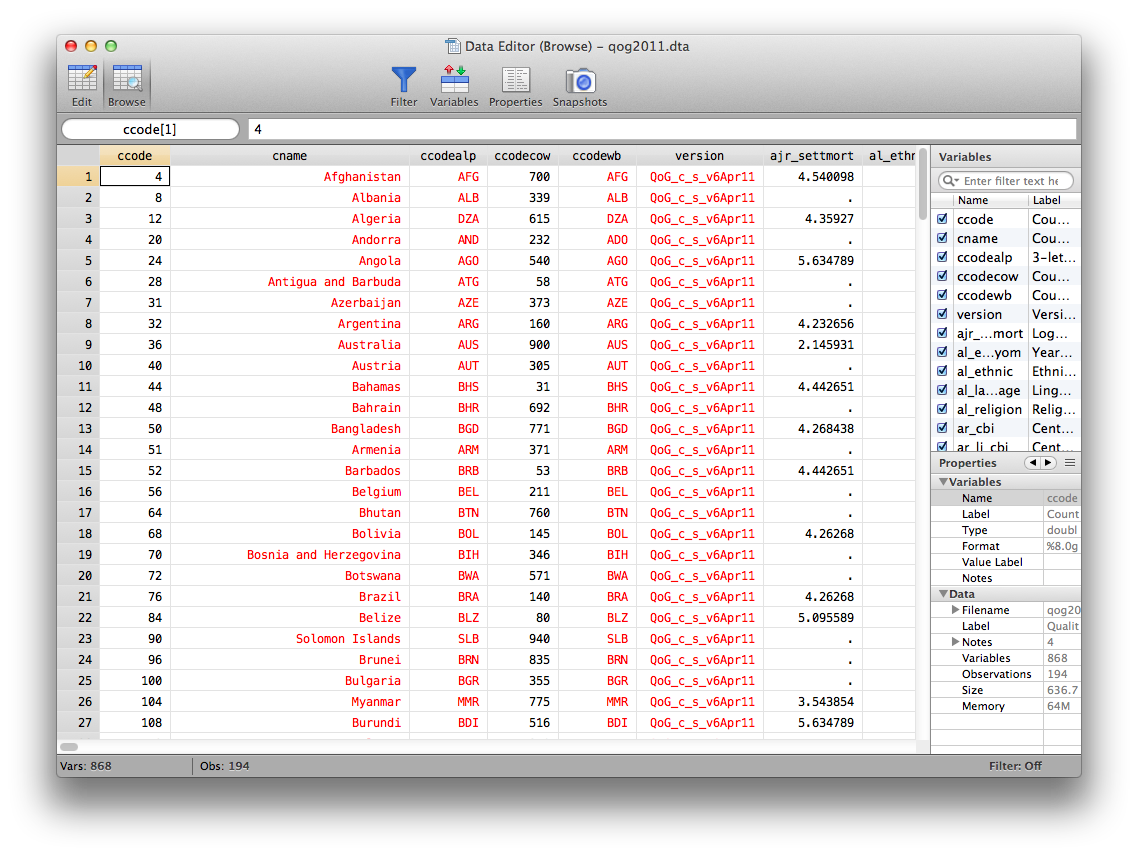 Data Editor (Browse) – qog2011.dta
Edit Browse Filter Variables Properties Snapshots
ccode[1] 4
ccode cname ccodealp ccodecow ccodewb version ajr_settmort al_ethn
1 4 Afghanistan AFG 700 AFG QoG_c_s_v6Apr11 4.540098
2 8 Albania ALB 339 ALB QoG_c_s_v6Apr11 .
3 12 Algeria DZA 615 DZA QoG_c_s_v6Apr11 4.35927
4 20 Andorra AND 232 ADO QoG_c_s_v6Apr11 .
5 24 Angola AGO 540 AGO QoG_c_s_v6Apr11 5.634789
6 28 Antigua and Barbuda ATG 58 ATG QoG_c_s_v6Apr11 .
7 31 Azerbaijan AZE 373 AZE QoG_c_s_v6Apr11 .
8 32 Argentina ARG 160 ARG QoG_c_s_v6Apr11 4.232656
9 36 Australia AUS 900 AUS QoG_c_s_v6Apr11 2.145931
10 40 Austria AUT 305 AUT QoG_c_s_v6Apr11 .
11 44 Bahamas BHS 31 BHS QoG_c_s_v6Apr11 4.442651
12 48 Bahrain BHR 692 BHR QoG_c_s_v6Apr11 .
13 50 Bangladesh BGD 771 BGD QoG_c_s_v6Apr11 4.268438
14 51 Armenia ARM 371 ARM QoG_c_s_v6Apr11 .
15 52 Barbados BRB 53 BRB QoG_c_s_v6Apr11 4.442651
16 56 Belgium BEL 211 BEL QoG_c_s_v6Apr11 .
17 64 Bhutan BTN 760 BTN QoG_c_s_v6Apr11 .
18 68 Bolivia BOL 145 BOL QoG_c_s_v6Apr11 4.26268
19 70 Bosnia and Herzegovina BIH 346 BIH QoG_c_s_v6Apr11 .
20 72 Botswana BWA 571 BWA QoG_c_s_v6Apr11 .
21 76 Brazil BRA 140 BRA QoG_c_s_v6Apr11 4.26268
22 84 Belize BLZ 80 BLZ QoG_c_s_v6Apr11 5.095589
23 90 Solomon Islands SLB 940 SLB QoG_c_s_v6Apr11 .
24 96 Brunei BRN 835 BRN QoG_c_s_v6Apr11 .
25 100 Bulgaria BGR 355 BGR QoG_c_s_v6Apr11 .
26 104 Myanmar MMR 775 MMR QoG_c_s_v6Apr11 3.543854
27 108 Burundi BDI 516 BDI QoG_c_s_v6Apr11 5.634789
Variables
Enter filter text he
Name Label
ccode Cou...
cname Cou...
ccodealp 3-let...
ccodecow Cou...
ccodewb Cou...
version Versi...
ajr_...mort Log...
al_e...yom Year...
al_ethnic Ethni...
al_la...age Ling...
al_religion Relig...
ar_cbi Cent...
ar_li_cbi Cent...
Properties
Variables
Name ccode
Label Count
Type doubl
Format %8.0g
Value Label
Notes
Data
Filename qog20
Label Qualit
Notes 4
Variables 868
Observations 194
Size 636.7
Memory 64M
Vars: 868 Obs: 194 Filter: Off